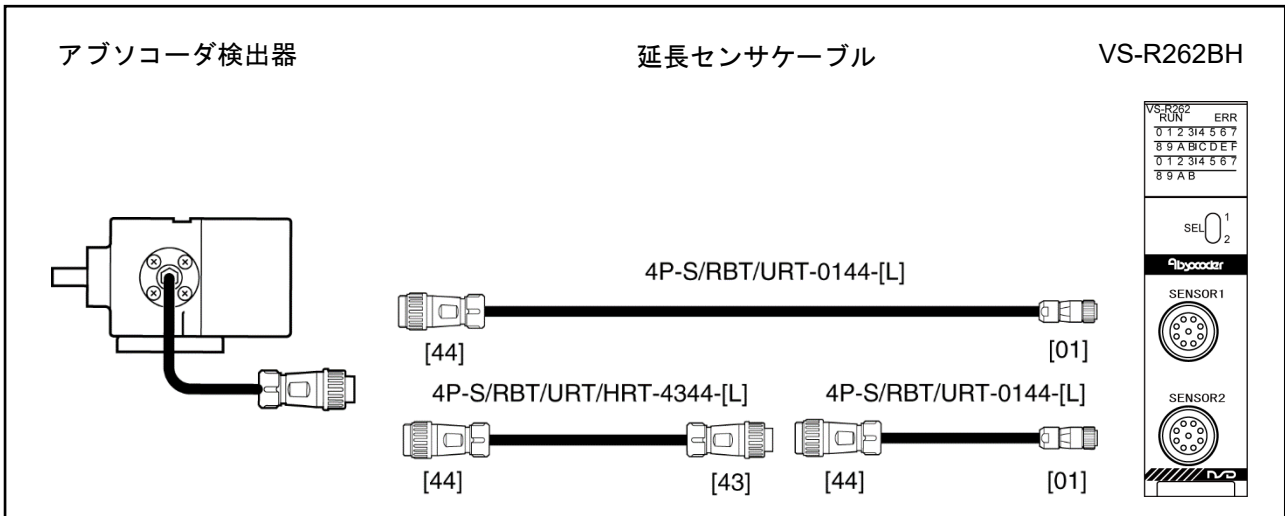 アブソコーダ検出器
延長センサケーブル
VS-R262BH
VS-R262
RUN ERR
0 1 2 3 4 5 6 7
8 9 A B C D E F
0 1 2 3 4 5 6 7
8 9 A B
SEL 1
2
Absocoder
SENSOR1
SENSOR2
NSD
4P-S/RBT/URT-0144-[L]
[44] [01]
4P-S/RBT/URT/HRT-4344-[L] 4P-S/RBT/URT-0144-[L]
[44] [43] [44] [01]